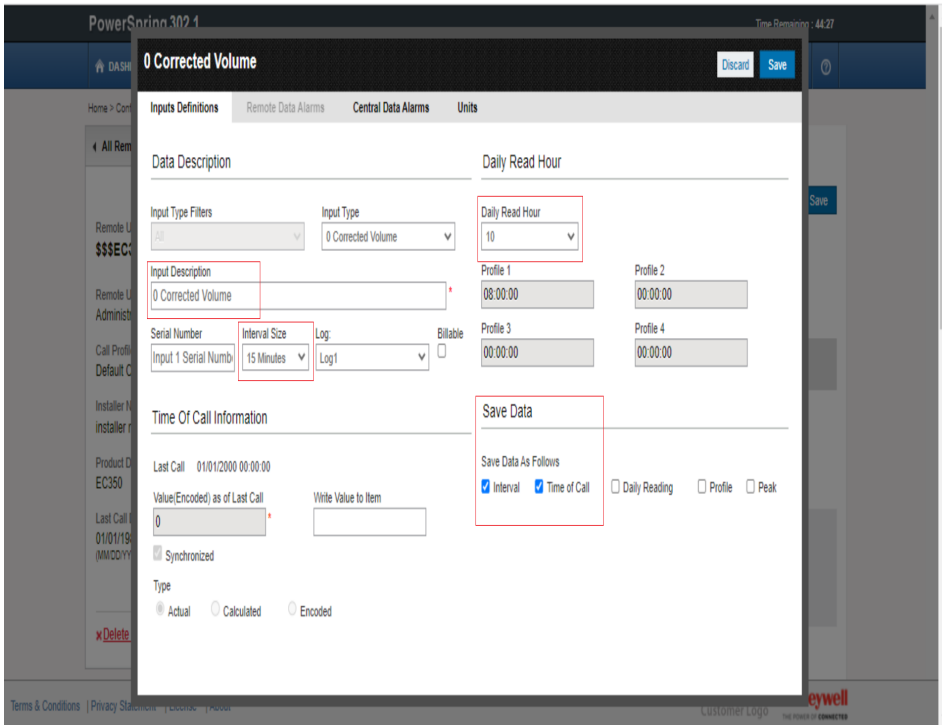 PowerSpring 302.1
Time Remaining : 44:27
DASH
0 Corrected Volume
Discard
Save
Home > Con
Inputs Definitions
Remote Data Alarms
Central Data Alarms
Units
All Rem
Data Description
Daily Read Hour
Save
Input Type Filters
Input Type
Daily Read Hour
All
0 Corrected Volume
10
Remote U
$$$EC3
Input Description
Profile 1
Profile 2
0 Corrected Volume
*
08:00:00
00:00:00
Remote U
Administ
Serial Number
Interval Size
Log:
Billable
Profile 3
Profile 4
Input 1 Serial Numb
15 Minutes
Log1
00:00:00
00:00:00
Call Profil
Default C
Installer N
installer n
Time Of Call Information
Save Data
Product D
EC350
Last Call 01/01/2000 00:00:00
Save Data As Follows
Interval
Time of Call
Daily Reading
Profile
Peak
Value(Encoded) as of Last Call
Write Value to Item
0
*
Last Call
01/01/19
(MM/DD/YY
Synchronized
Type
Actual
Calculated
Encoded
x Delete
Terms & Conditions | Privacy Statement | License | About
Customer Logo
eywell
THE POWER OF CONNECTED